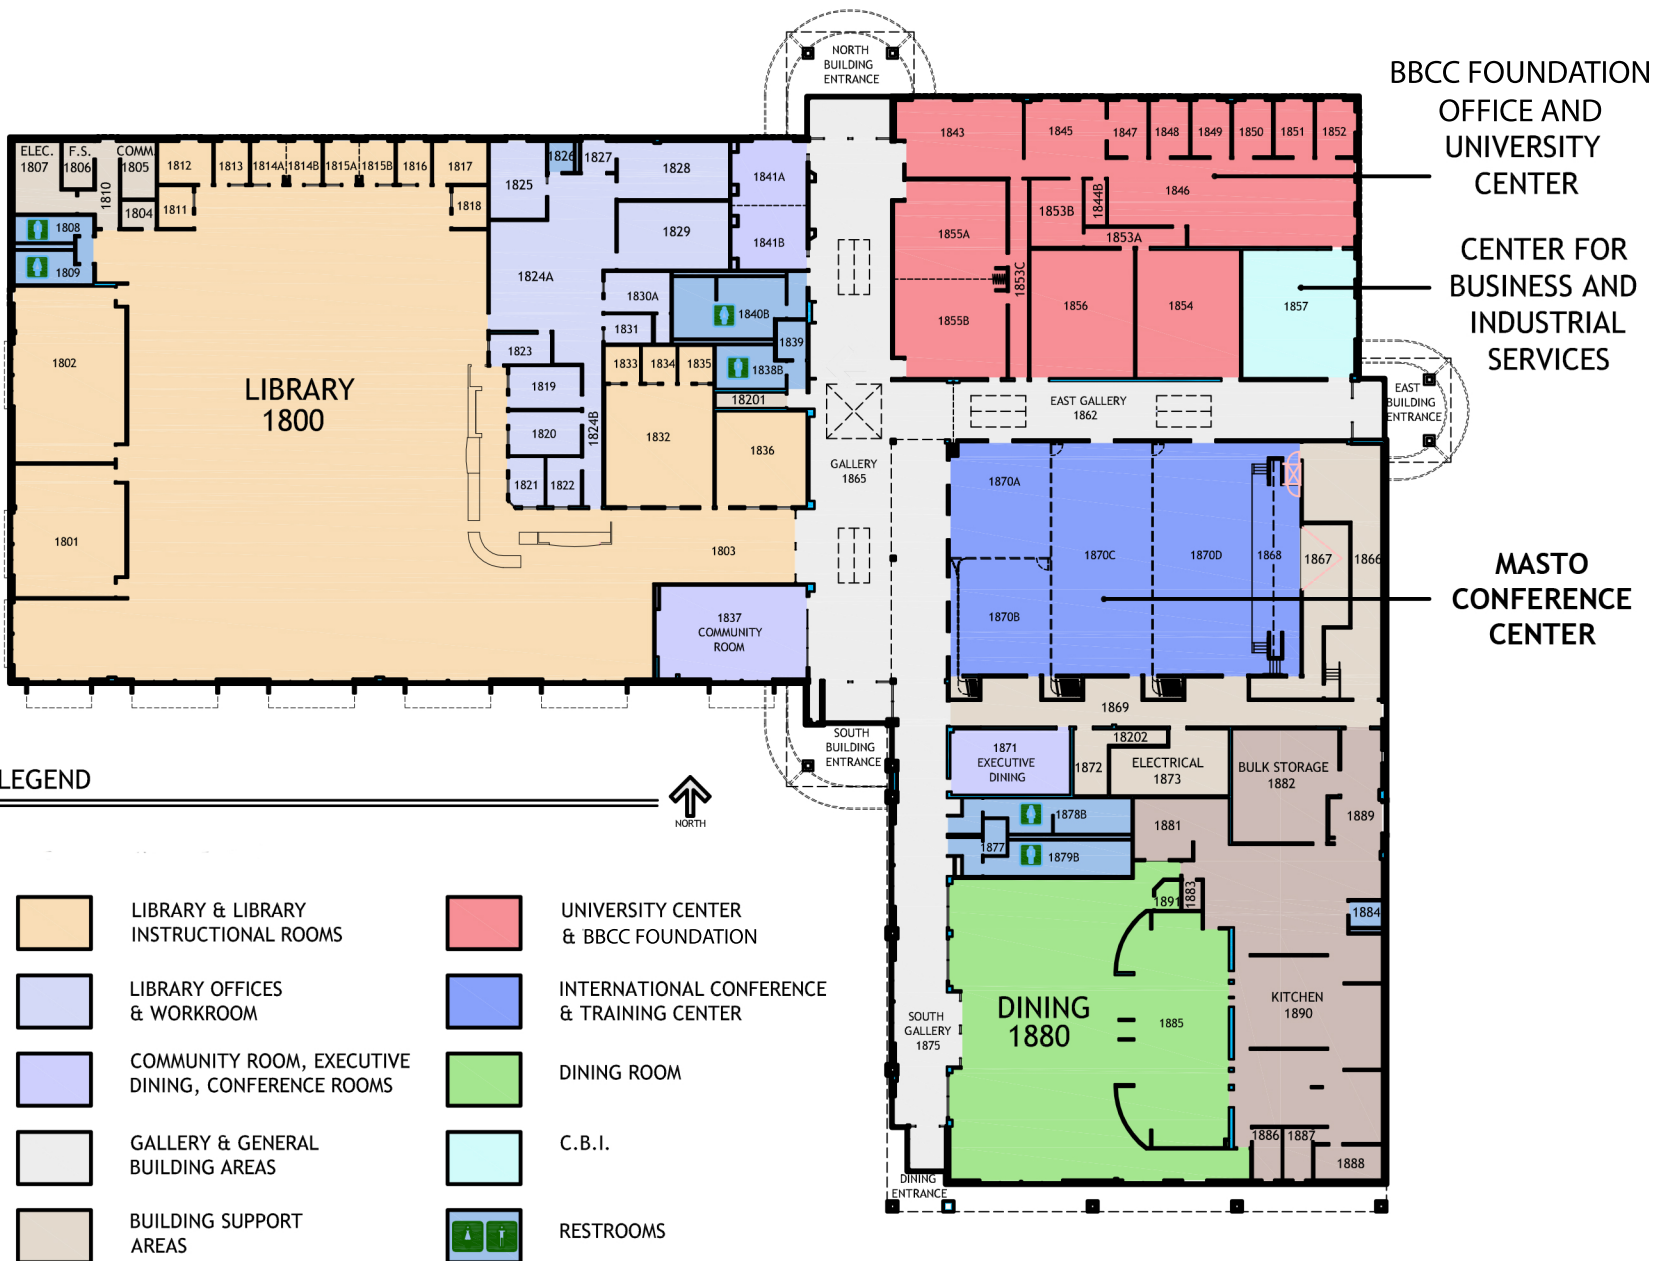 NORTH
BUILDING
ENTRANCE
BBCC FOUNDATION
OFFICE AND
UNIVERSITY
CENTER
CENTER FOR
BUSINESS AND
INDUSTRIAL
SERVICES
EAST
BUILDING
ENTRANCE
MASTO
CONFERENCE
CENTER
ELEC.
1807
F.S.
1806
COMM.
1805
1810
1804
1812
1811
1813
1814A
1814B
1815A
1815B
1816
1817
1818
1808
1809
1802
1801
LIBRARY
1800
1825
1826
1827
1828
1829
1824A
1841A
1841B
1830A
1831
1840B
1839
1838B
1823
1819
1820
1821
1822
1824B
1833
1834
1835
18201
1832
1836
1803
1837
COMMUNITY
ROOM
GALLERY
1865
1843
1845
1847
1848
1849
1850
1851
1852
1846
1844B
1853B
1853A
1853C
1855A
1855B
1856
1854
1857
EAST GALLERY
1862
1870A
1870B
1870C
1870D
1868
1867
1866
1869
SOUTH
BUILDING
ENTRANCE
1871
EXECUTIVE
DINING
1872
18202
ELECTRICAL
1873
BULK STORAGE
1882
1889
1878B
1877
1879B
1881
1891
1883
1884
DINING
1880
1885
KITCHEN
1890
SOUTH
GALLERY
1875
1886
1887
1888
DINING
ENTRANCE
LEGEND
NORTH
LIBRARY & LIBRARY
INSTRUCTIONAL ROOMS
LIBRARY OFFICES
& WORKROOM
COMMUNITY ROOM, EXECUTIVE
DINING, CONFERENCE ROOMS
GALLERY & GENERAL
BUILDING AREAS
BUILDING SUPPORT
AREAS
UNIVERSITY CENTER
& BBCC FOUNDATION
INTERNATIONAL CONFERENCE
& TRAINING CENTER
DINING ROOM
C.B.I.
RESTROOMS